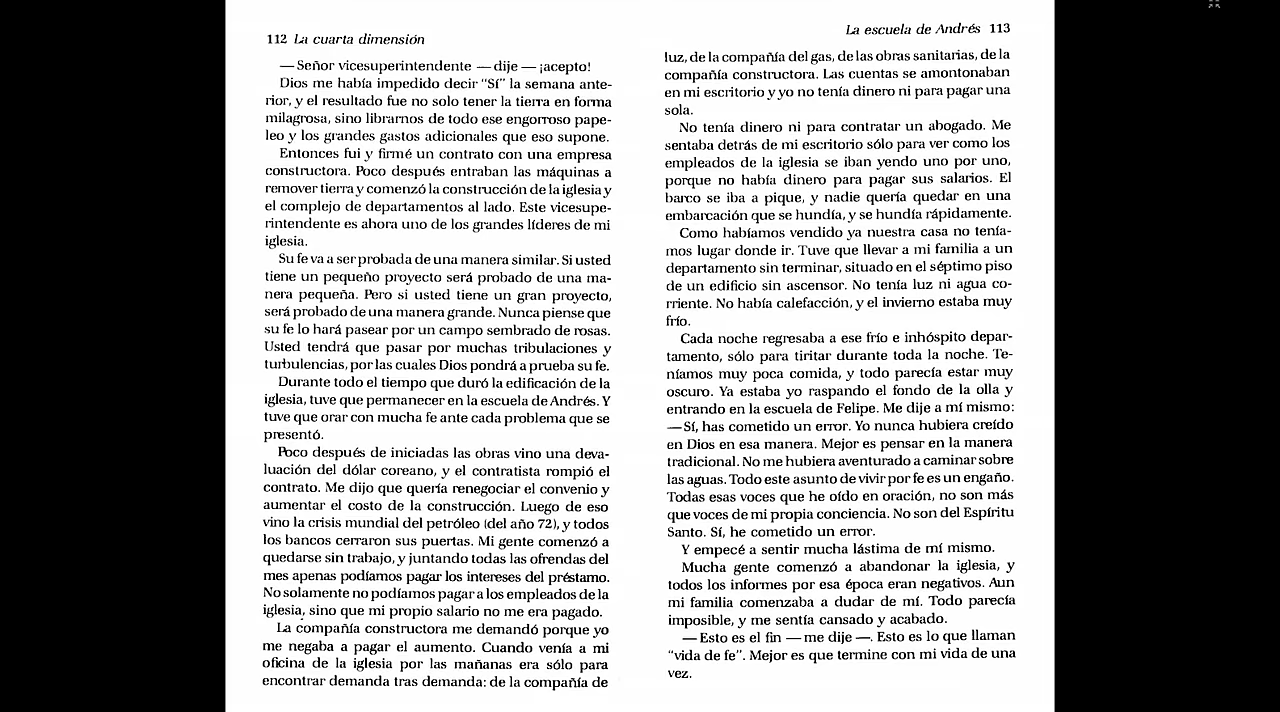 112 La cuarta dimensión
— Señor vicesuperintendente — dije — ¡acepto!
Dios me había impedido decir "Sí" la semana ante-
rior, y el resultado fue no solo tener la tierra en forma
milagrosa, sino librarnos de todo ese engorroso pape-
leo y los grandes gastos adicionales que eso supone.
Entonces fui y firmé un contrato con una empresa
constructora. Poco después entraban las máquinas a
remover tierra y comenzó la construcción de la iglesia y
el complejo de departamentos al lado. Este vicesupe-
rintendente es ahora uno de los grandes líderes de mi
iglesia.
Su fe va a ser probada de una manera similar. Si usted
tiene un pequeño proyecto será probado de una ma-
nera pequeña. Pero si usted tiene un gran proyecto,
será probado de una manera grande. Nunca piense que
su fe lo hará pasear por un campo sembrado de rosas.
Usted tendrá que pasar por muchas tribulaciones y
turbulencias, por las cuales Dios pondrá a prueba su fe.
Durante todo el tiempo que duró la edificación de la
iglesia, tuve que permanecer en la escuela de Andrés. Y
tuve que orar con mucha fe ante cada problema que se
presentó.
Poco después de iniciadas las obras vino una deva-
luación del dólar coreano, y el contratista rompió el
contrato. Me dijo que quería renegociar el convenio y
aumentar el costo de la construcción. Luego de eso
vino la crisis mundial del petróleo (del año 72), y todos
los bancos cerraron sus puertas. Mi gente comenzó a
quedarse sin trabajo, y juntando todas las ofrendas del
mes apenas podíamos pagar los intereses del préstamo.
No solamente no podíamos pagar a los empleados de la
iglesia, sino que mi propio salario no me era pagado.
La compañía constructora me demandó porque yo
me negaba a pagar el aumento. Cuando venía a mi
oficina de la iglesia por las mañanas era sólo para
encontrar demanda tras demanda: de la compañía de
La escuela de Andrés 113
luz, de la compañía del gas, de las obras sanitarias, de la
compañía constructora. Las cuentas se amontonaban
en mi escritorio y yo no tenía dinero ni para pagar una
sola.
No tenía dinero ni para contratar un abogado. Me
sentaba detrás de mi escritorio sólo para ver como los
empleados de la iglesia se iban yendo uno por uno,
porque no había dinero para pagar sus salarios. El
barco se iba a pique, y nadie quería quedar en una
embarcación que se hundía, y se hundía rápidamente.
Como habíamos vendido ya nuestra casa no tenía-
mos lugar donde ir. Tuve que llevar a mi familia a un
departamento sin terminar, situado en el séptimo piso
de un edificio sin ascensor. No tenía luz ni agua co-
rriente. No había calefacción, y el invierno estaba muy
frío.
Cada noche regresaba a ese frío e inhóspito depar-
tamento, sólo para tiritar durante toda la noche. Te-
níamos muy poca comida, y todo parecía estar muy
oscuro. Ya estaba yo raspando el fondo de la olla y
entrando en la escuela de Felipe. Me dije a mí mismo:
— Sí, has cometido un error. Yo nunca hubiera creído
en Dios en esa manera. Mejor es pensar en la manera
tradicional. No me hubiera aventurado a caminar sobre
las aguas. Todo este asunto de vivir por fe es un engaño.
Todas esas voces que he oído en oración, no son más
que voces de mi propia conciencia. No son del Espíritu
Santo. Sí, he cometido un error.
Y empecé a sentir mucha lástima de mí mismo.
Mucha gente comenzó a abandonar la iglesia, y
todos los informes por esa época eran negativos. Aun
mi familia comenzaba a dudar de mí. Todo parecía
imposible, y me sentía cansado y acabado.
— Esto es el fin — me dije —. Esto es lo que llaman
"vida de fe". Mejor es que termine con mi vida de una
vez.